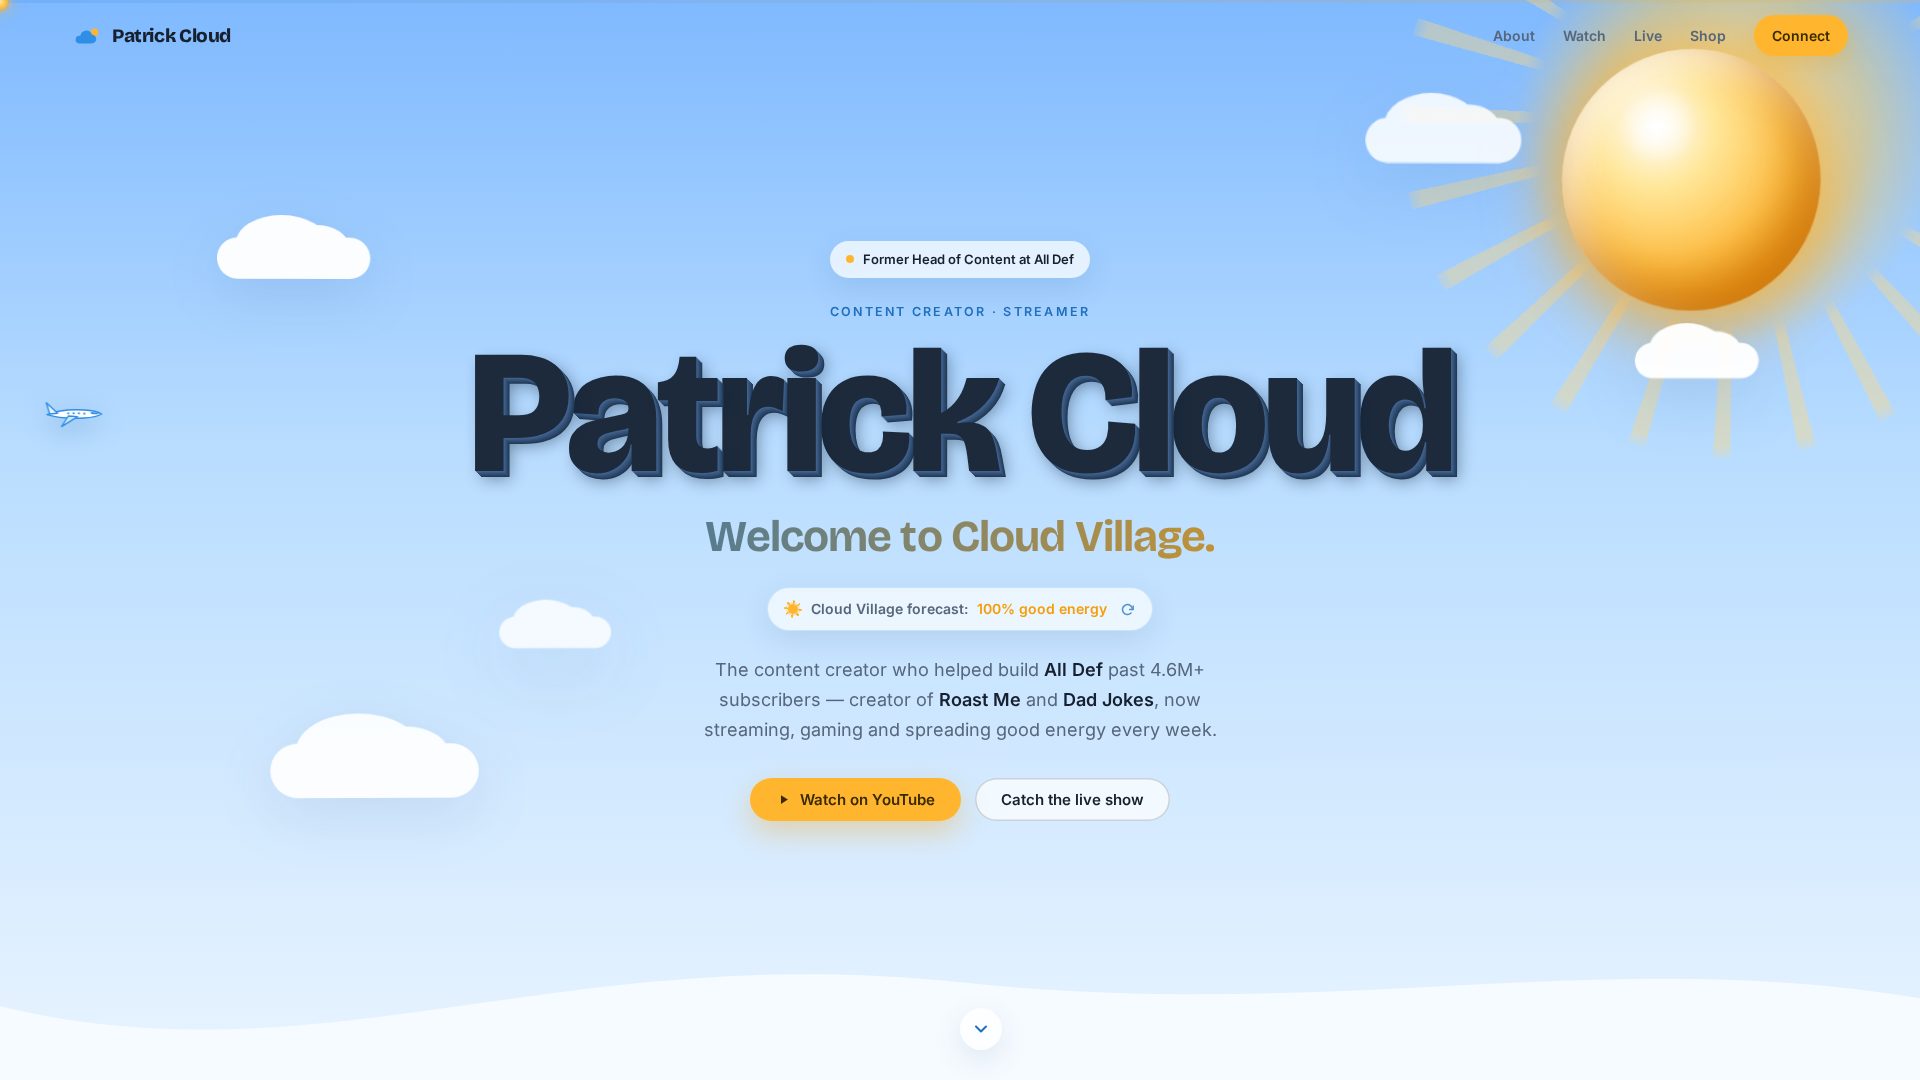 Patrick Cloud
About
Watch
Live
Shop
Connect
Former Head of Content at All Def
CONTENT CREATOR · STREAMER
Patrick Cloud
Welcome to Cloud Village.
Cloud Village forecast: 100% good energy
The content creator who helped build All Def past 4.6M+
subscribers — creator of Roast Me and Dad Jokes, now
streaming, gaming and spreading good energy every week.
Watch on YouTube
Catch the live show